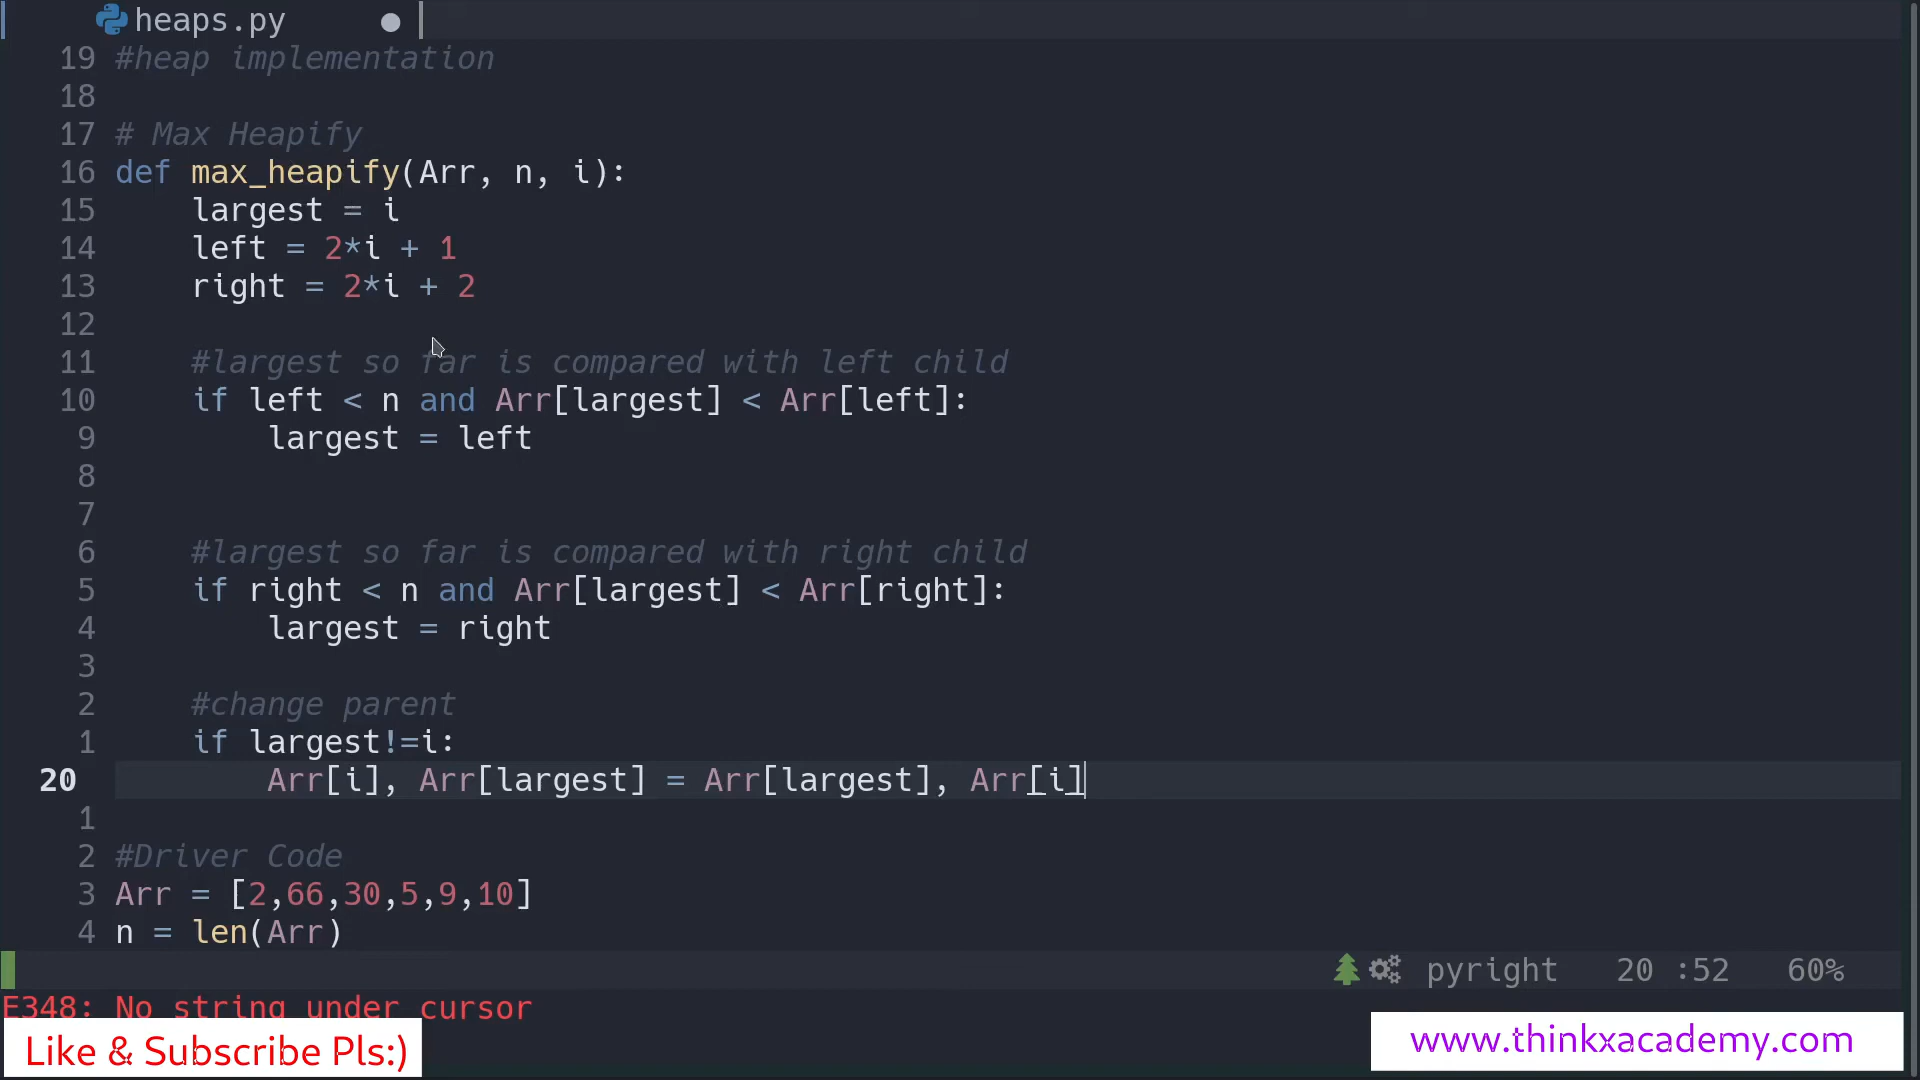 heaps.py
19 #heap implementation
18
17 # Max Heapify
16 def max_heapify(Arr, n, i):
15     largest = i
14     left = 2*i + 1
13     right = 2*i + 2
12
11     #largest so far is compared with left child
10     if left < n and Arr[largest] < Arr[left]:
9         largest = left
8
7
6     #largest so far is compared with right child
5     if right < n and Arr[largest] < Arr[right]:
4         largest = right
3
2     #change parent
1     if largest!=i:
20         Arr[i], Arr[largest] = Arr[largest], Arr[i]
1
2 #Driver Code
3 Arr = [2,66,30,5,9,10]
4 n = len(Arr)
pyright 20 :52 60%
E348: No string under cursor
Like & Subscribe Pls:)
www.thinkxacademy.com